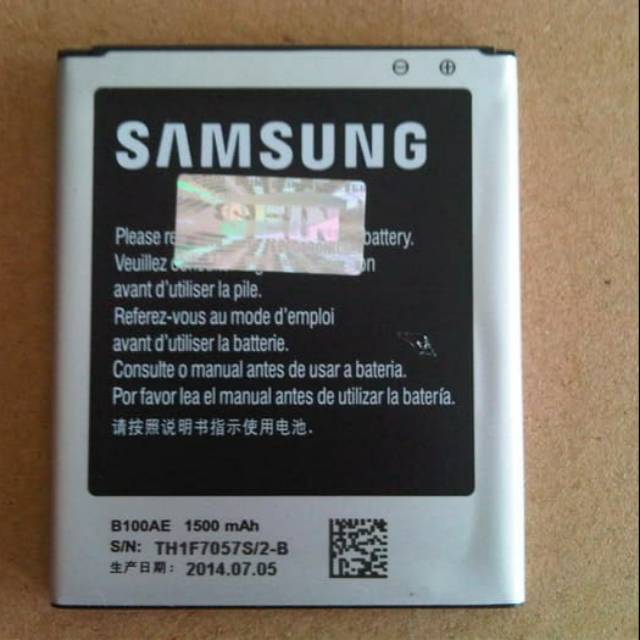 ⊖ ⊕
SAMSUNG
SEIN
Please re battery.
Veuillez on
avant d'utiliser la pile.
Referez-vous au mode d'emploi
avant d'utiliser la batterie.
Consulte o manual antes de usar a bateria.
Por favor lea el manual antes de utilizar la batería.
请按照说明书指示使用电池.
B100AE 1500 mAh
S/N: TH1F7057S/2-B
生产日期: 2014.07.05